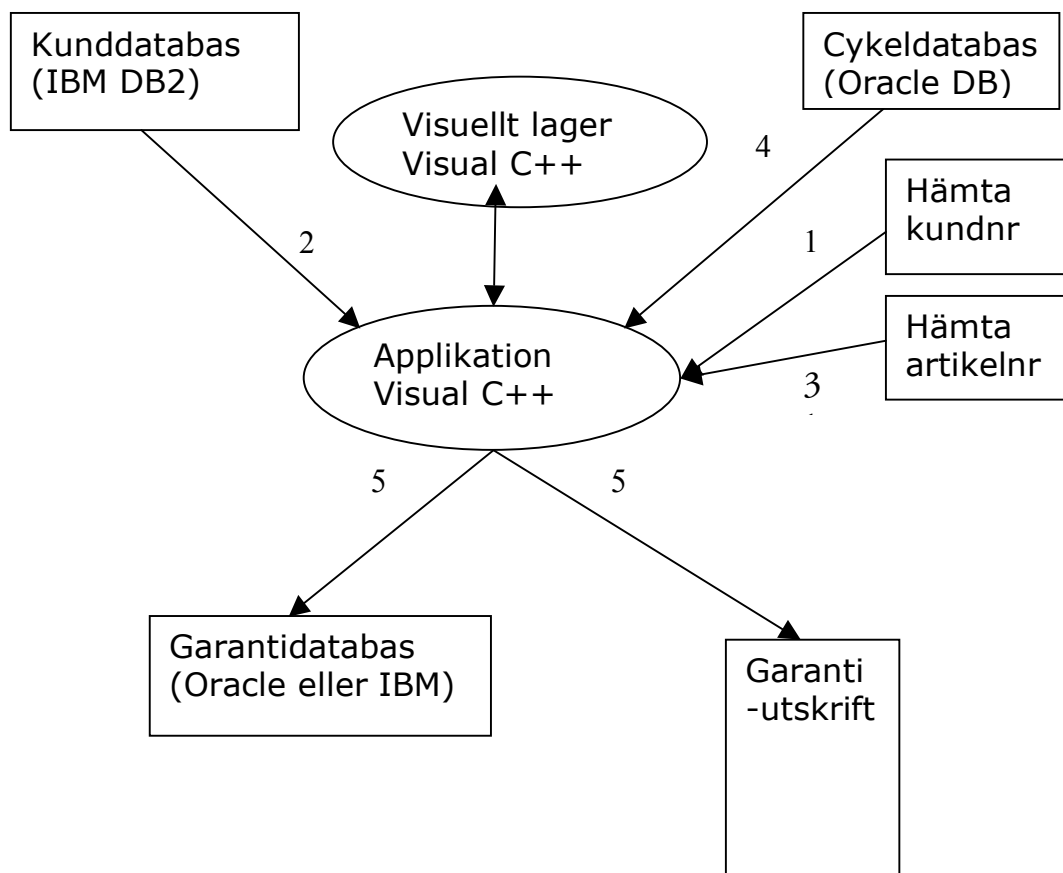 Kunddatabas
(IBM DB2)
Visuellt lager
Visual C++
Cykeldatabas
(Oracle DB)
4
Hämta
kundnr
2
1
Hämta
artikelnr
Applikation
Visual C++
3
5
5
Garantidatabas
(Oracle eller IBM)
Garanti
-utskrift